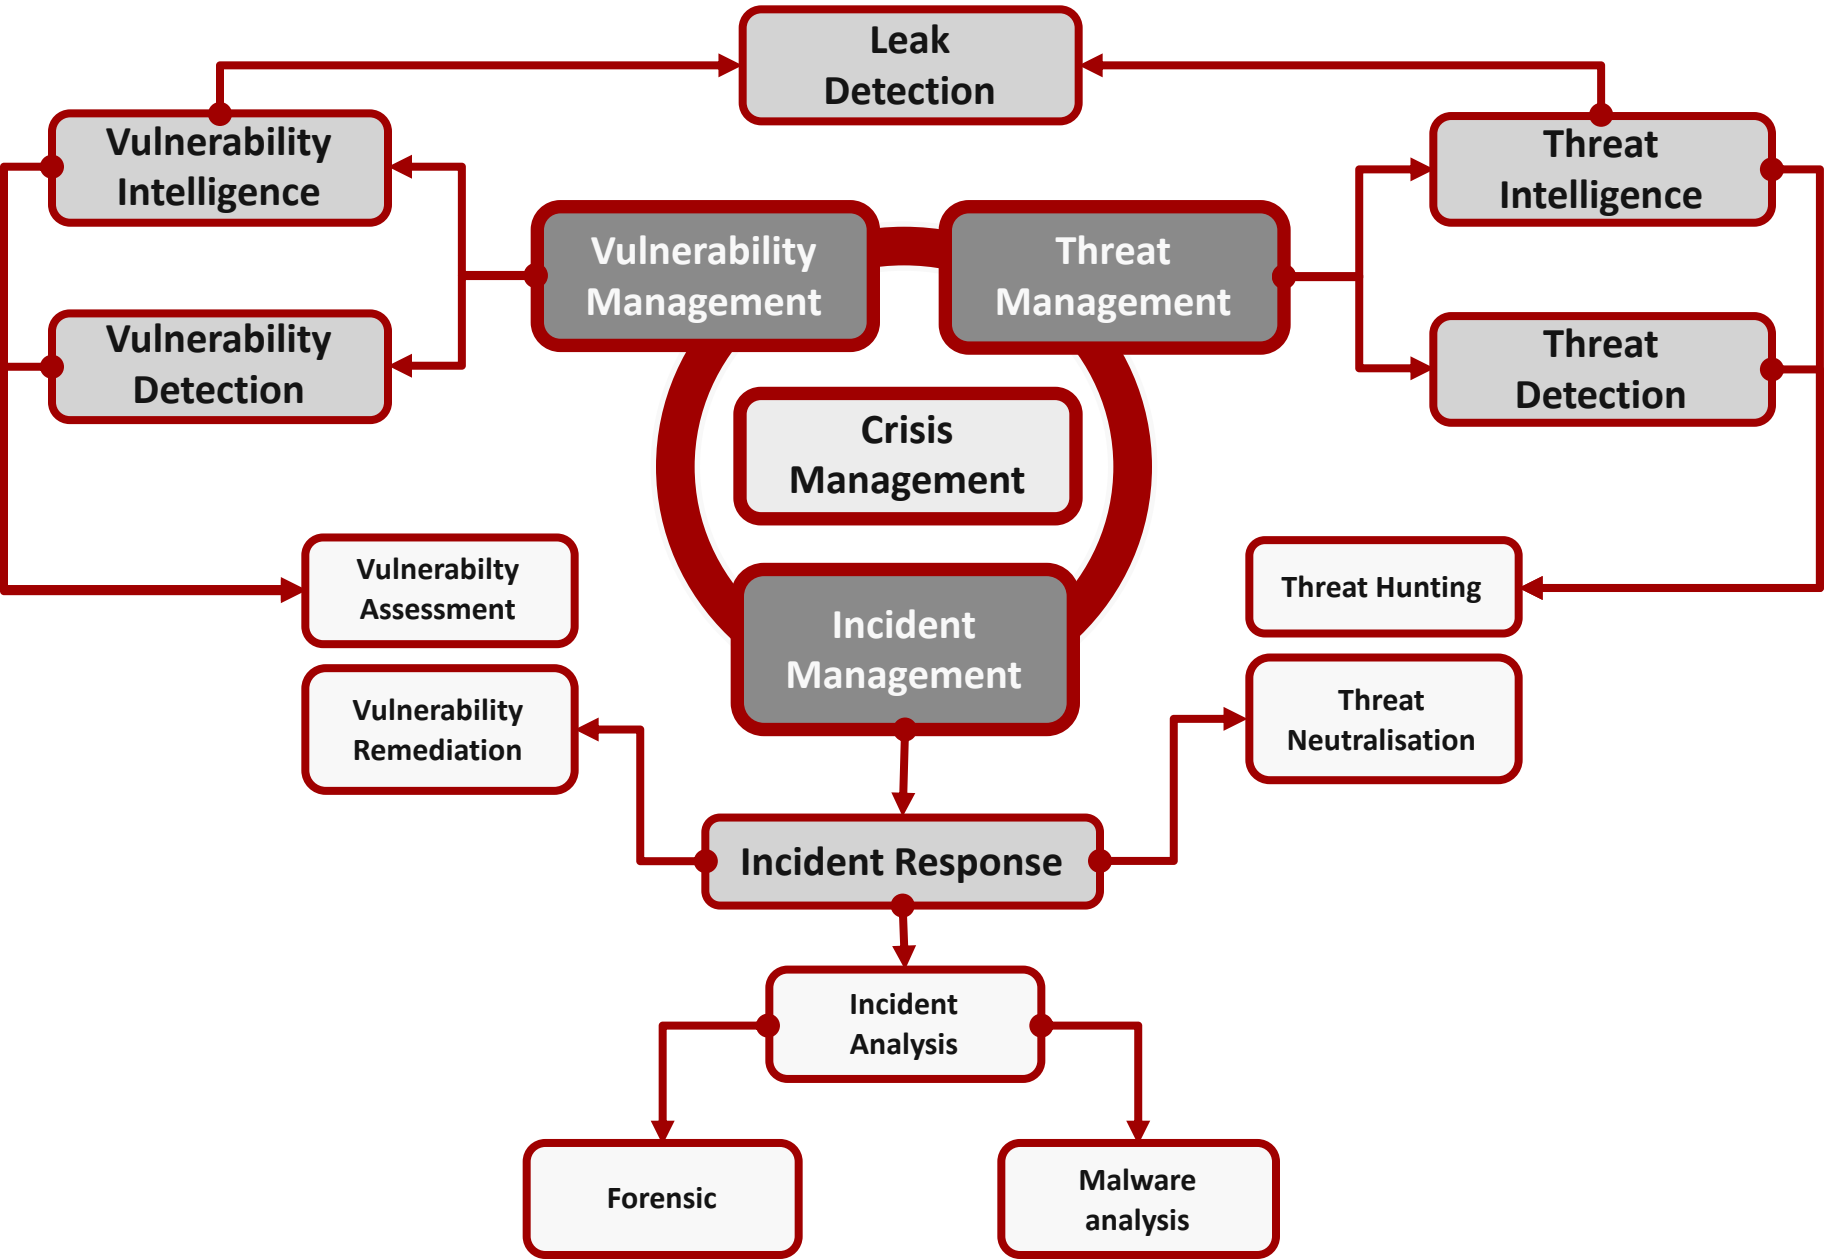 Leak
Detection
Vulnerability
Intelligence
Threat
Intelligence
Vulnerability
Management
Threat
Management
Vulnerability
Detection
Threat
Detection
Crisis
Management
Vulnerabilty
Assessment
Threat Hunting
Incident
Management
Vulnerability
Remediation
Threat
Neutralisation
Incident Response
Incident
Analysis
Forensic
Malware
analysis